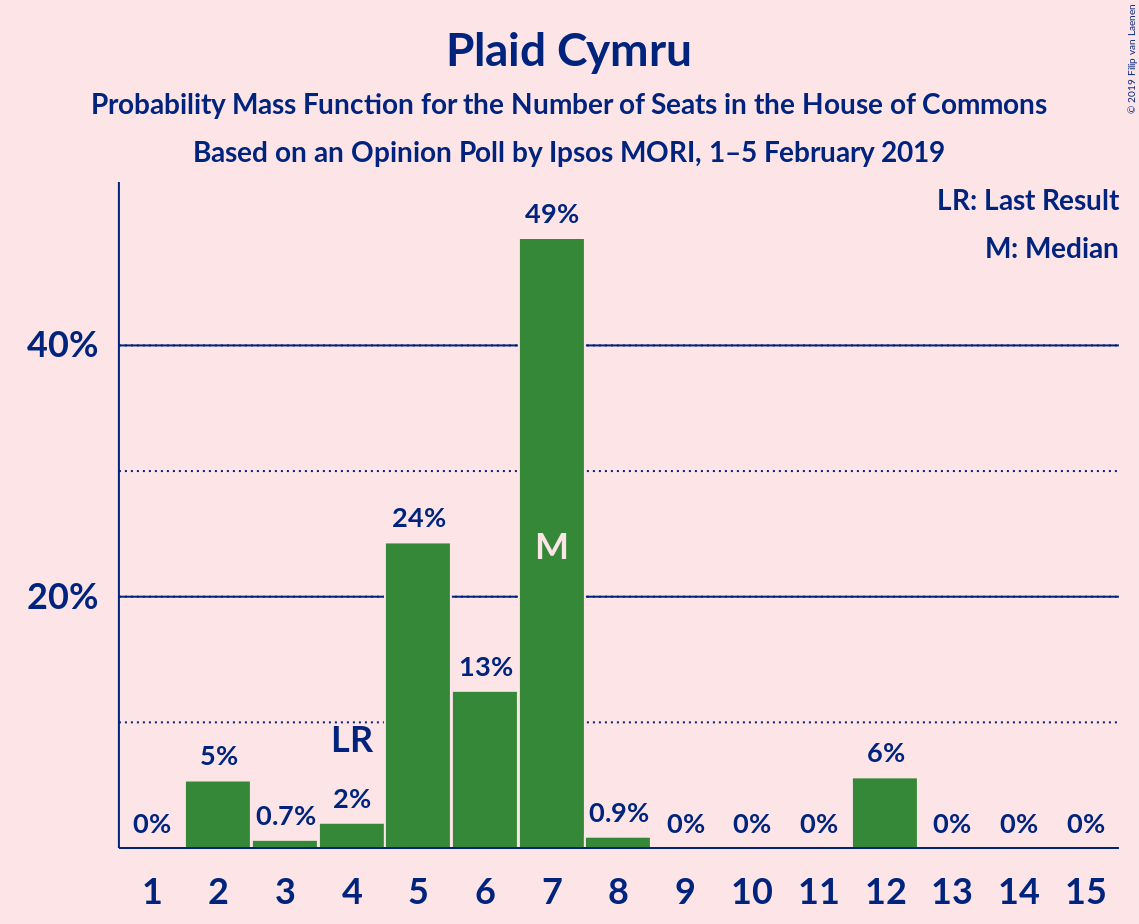 Plaid Cymru
Probability Mass Function for the Number of Seats in the House of Commons
Based on an Opinion Poll by Ipsos MORI, 1–5 February 2019
© 2019 Filip van Laenen
LR: Last Result
M: Median
49%
40%
24%
M
20%
13%
LR
5%
6%
2%
0%
0.7%
0.9%
0%
0%
0%
0%
0%
0%
1 2 3 4 5 6 7 8 9 10 11 12 13 14 15